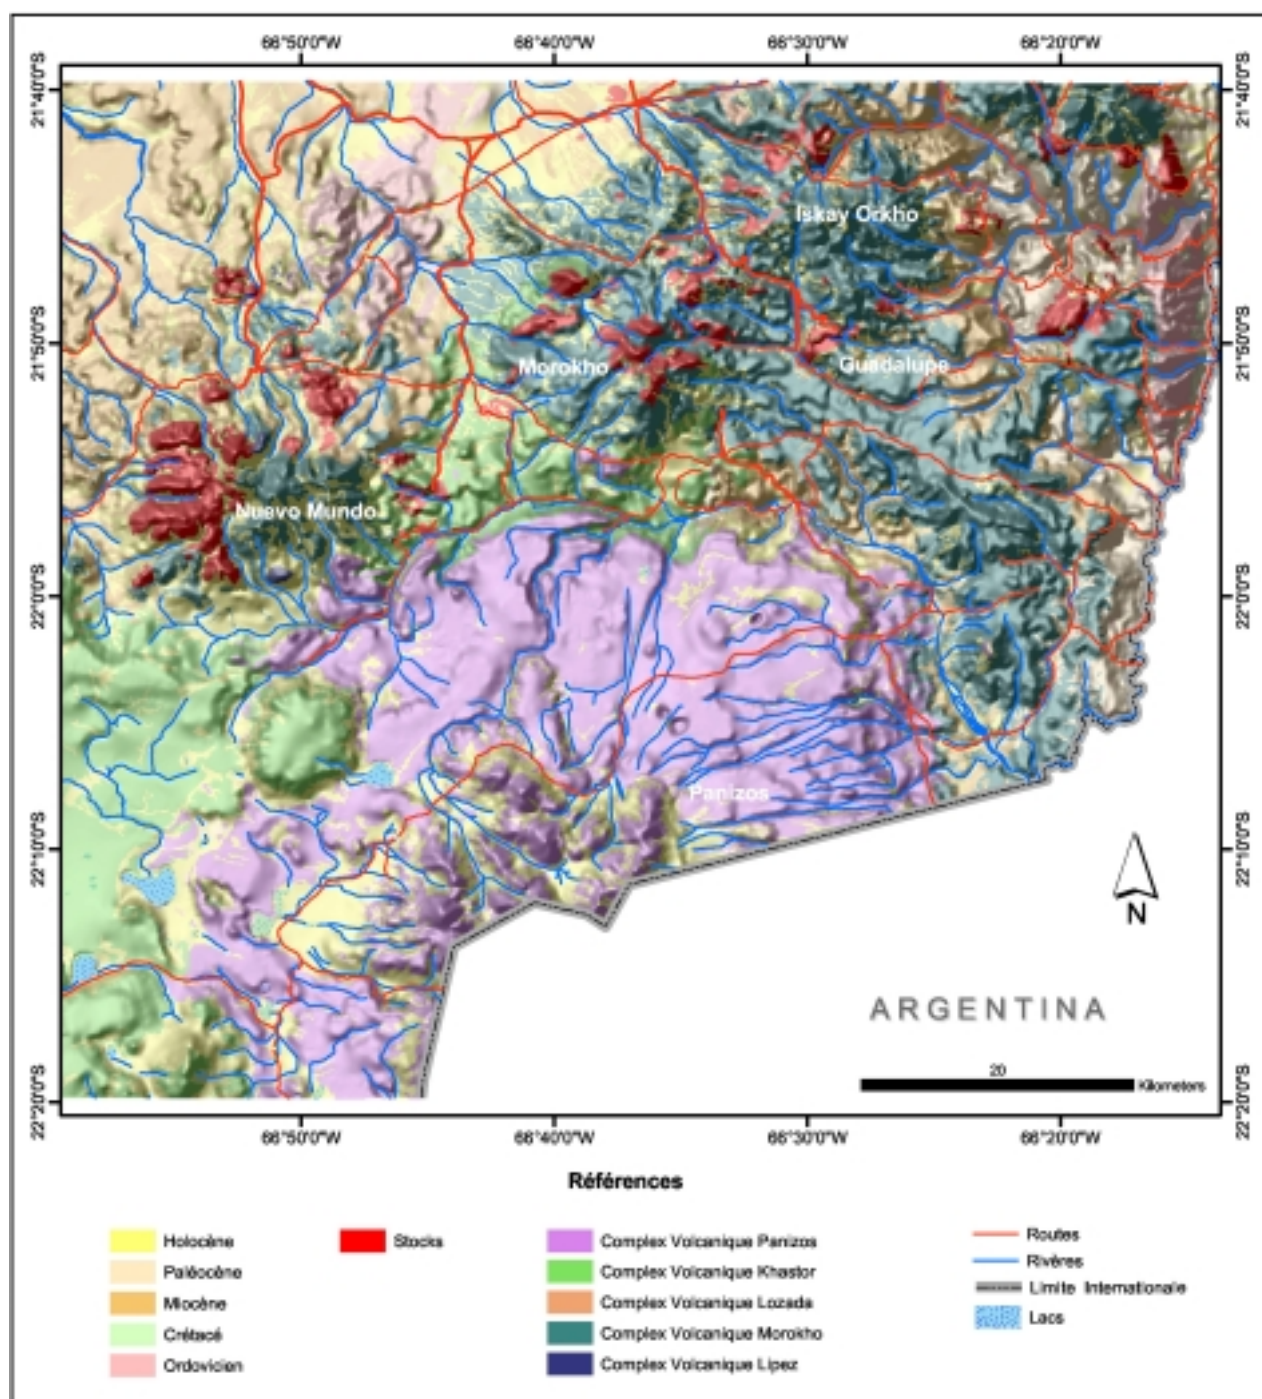 66°50'0"W 66°40'0"W 66°30'0"W 66°20'0"W
21°40'0"S 21°40'0"S
Iskay Orkho
21°50'0"S 21°50'0"S
Morokho Guadalupe
Nuevo Mundo
22°0'0"S 22°0'0"S
Panizos
22°10'0"S 22°10'0"S
N
ARGENTINA
20
Kilometers
22°20'0"S 22°20'0"S
66°50'0"W 66°40'0"W 66°30'0"W 66°20'0"W
Références
Holocène
Paléocène
Miocène
Crétacé
Ordovicien
Stocks
Complex Volcanique Panizos
Complex Volcanique Khastor
Complex Volcanique Lozada
Complex Volcanique Morokho
Complex Volcanique Lípez
Routes
Rivères
Limite Internationale
Lacs